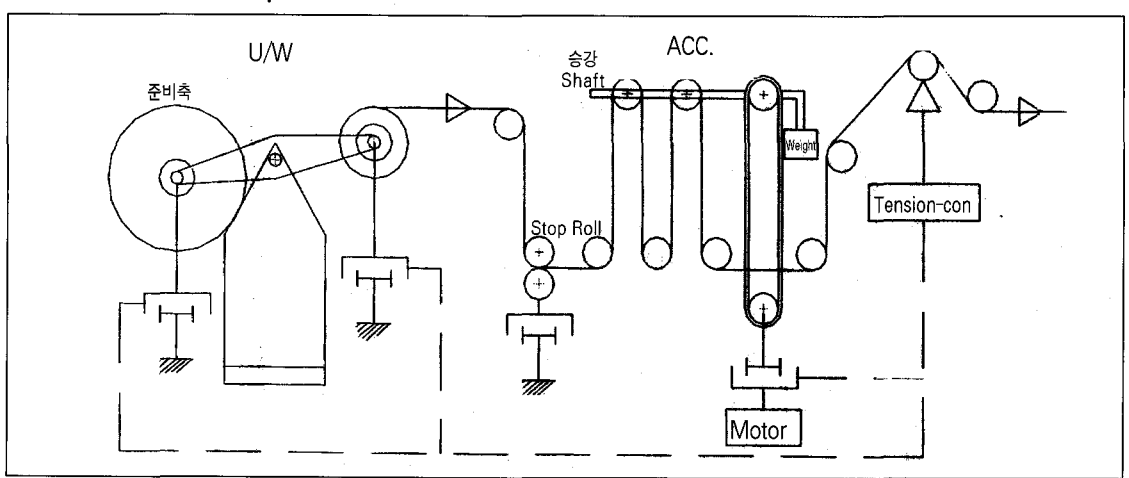 U/W
ACC.
준비축
승강
Shaft
Weight
Stop Roll
Tension-con
Motor